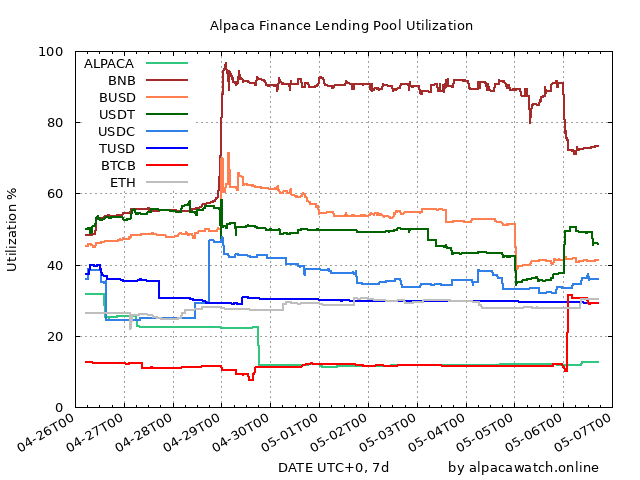 Alpaca Finance Lending Pool Utilization
Utilization %
100
80
60
40
20
0
ALPACA
BNB
BUSD
USDT
USDC
TUSD
BTCB
ETH
04-26T00
04-27T00
04-28T00
04-29T00
04-30T00
05-01T00
05-02T00
05-03T00
05-04T00
05-05T00
05-06T00
05-07T00
DATE UTC+0, 7d
by alpacawatch.online